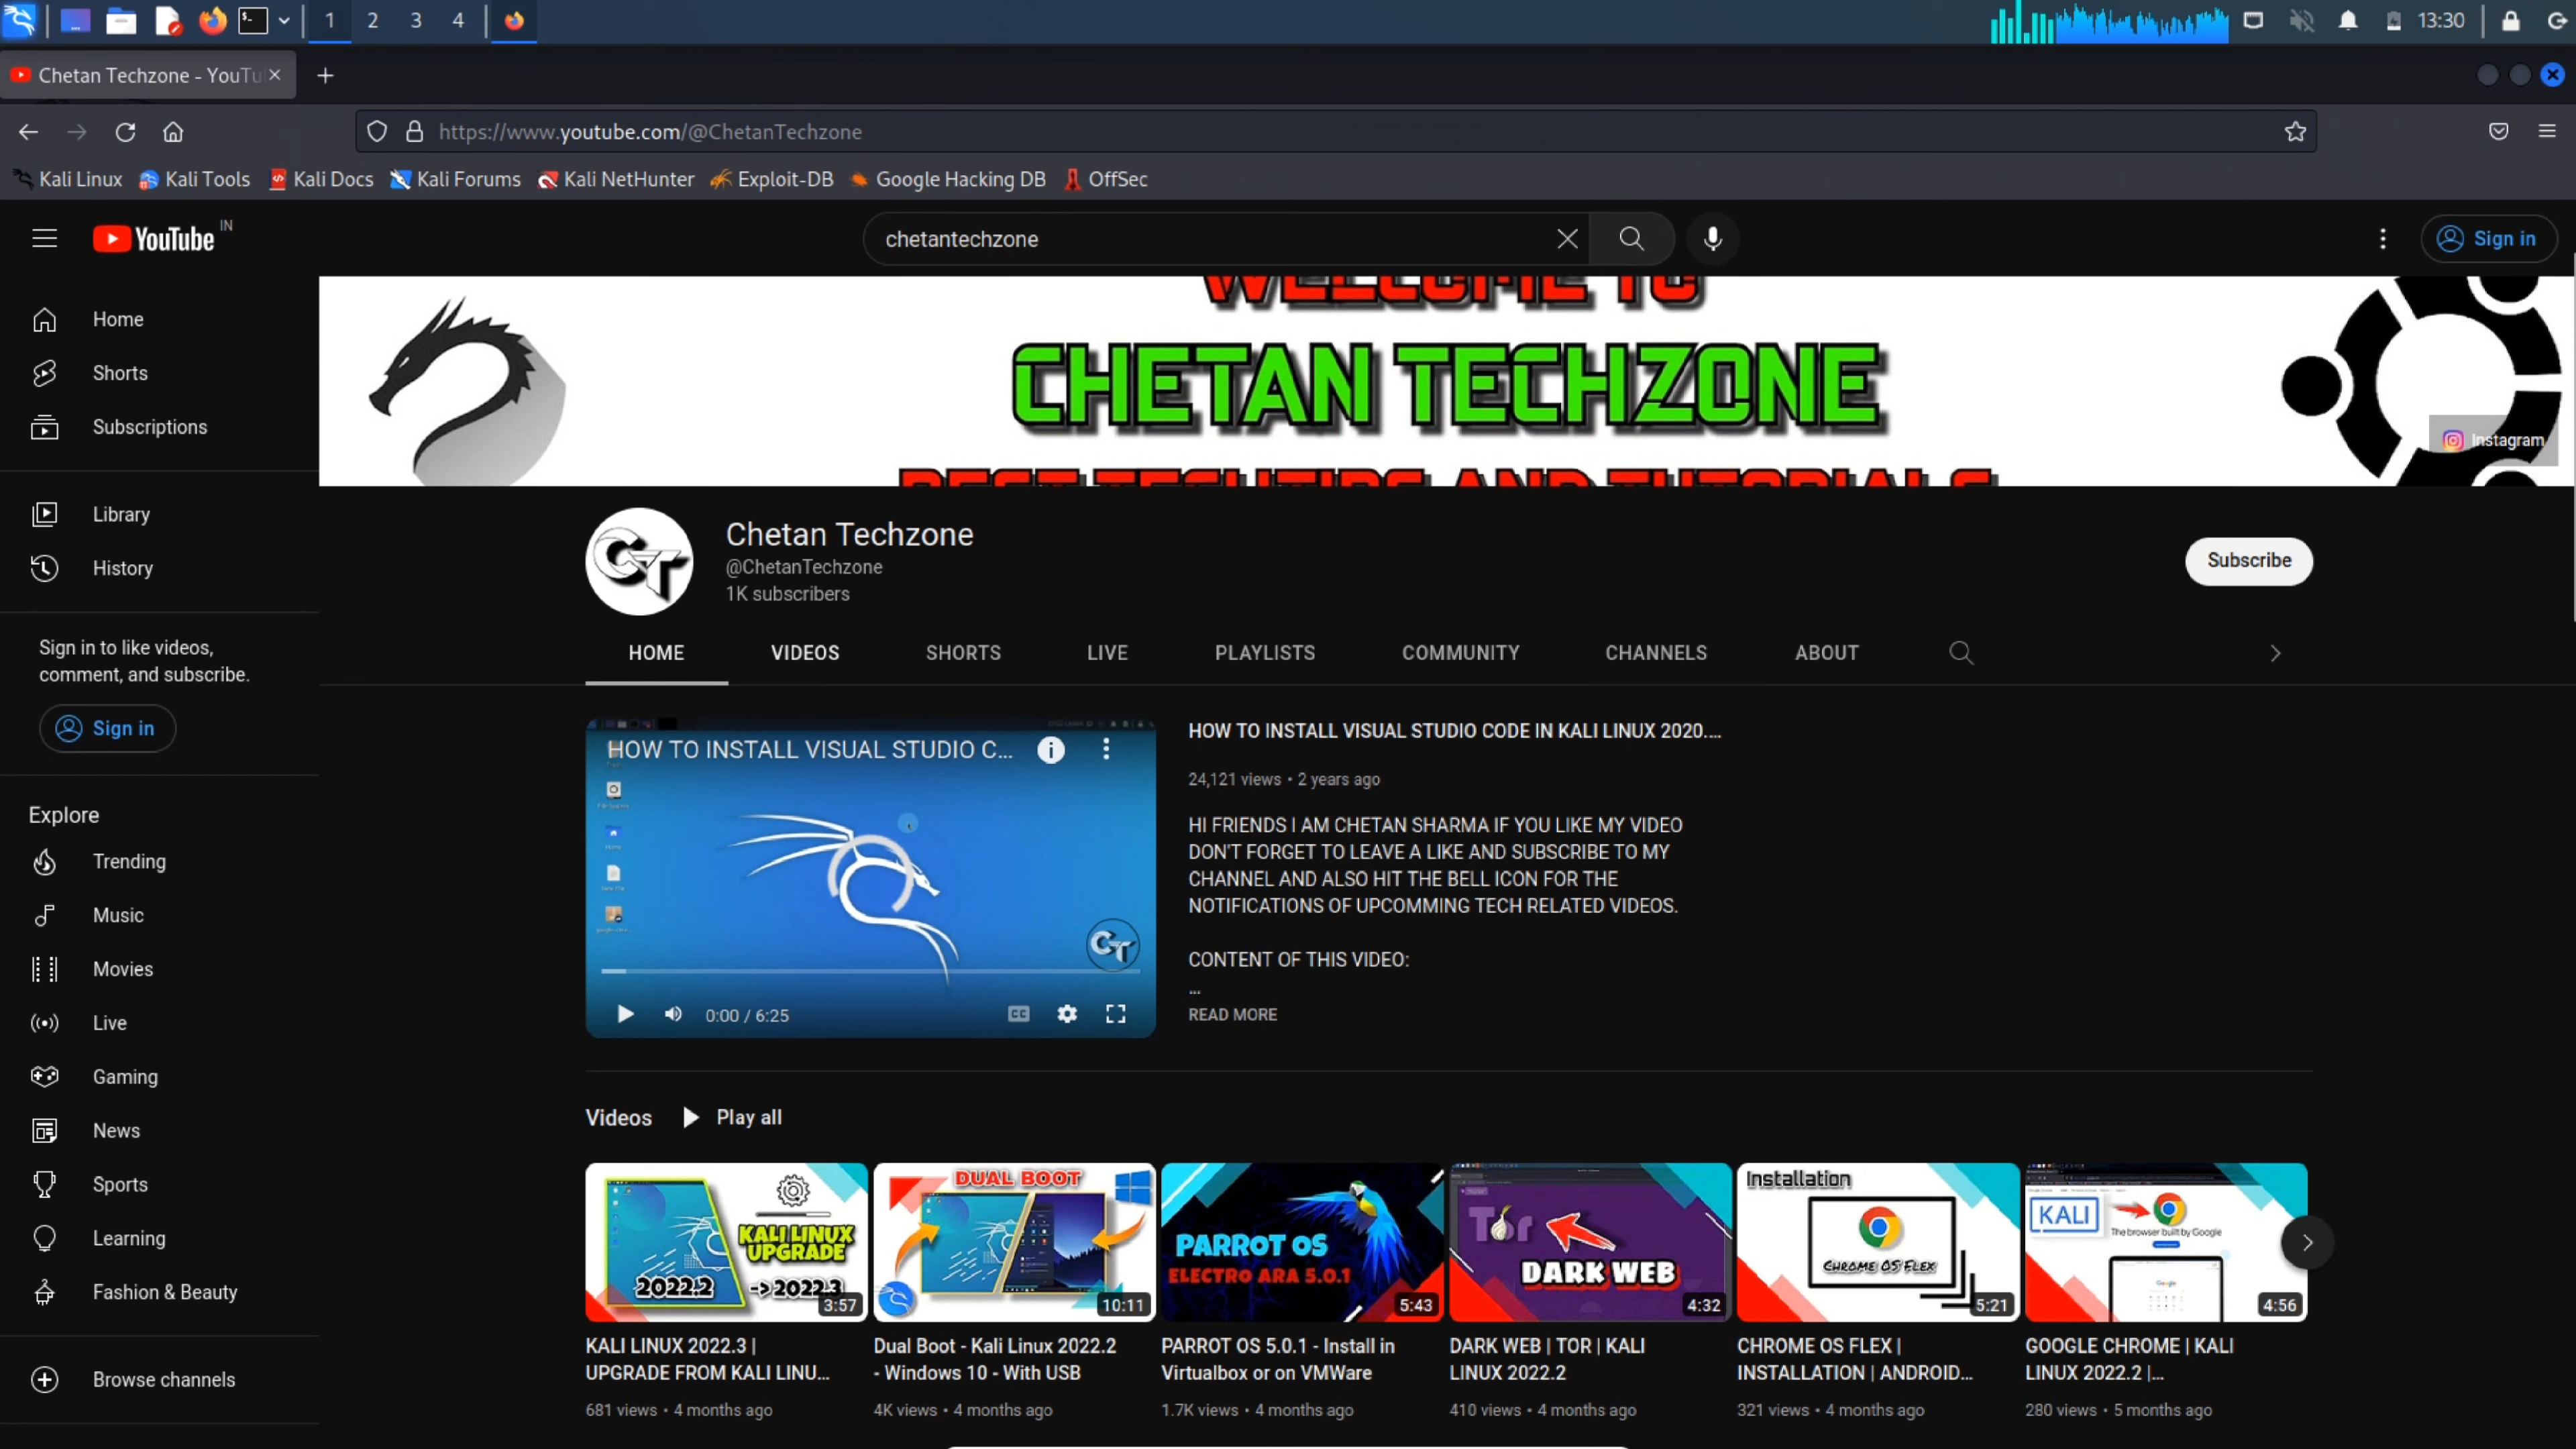 1 2 3 4 13:30
Chetan Techzone - YouTu
https://www.youtube.com/@ChetanTechzone
Kali Linux Kali Tools Kali Docs Kali Forums Kali NetHunter Exploit-DB Google Hacking DB OffSec
YouTube IN
chetantechzone
Sign in
Home
Shorts
Subscriptions
Library
History
Sign in to like videos,
comment, and subscribe.
Sign in
Explore
Trending
Music
Movies
Live
Gaming
News
Sports
Learning
Fashion & Beauty
Browse channels
WELLCOME TO
CHETAN TECHZONE
BEST TECHTIPS AND TUTORIALS
Instagram
CT
Chetan Techzone
@ChetanTechzone
1K subscribers
Subscribe
HOME VIDEOS SHORTS LIVE PLAYLISTS COMMUNITY CHANNELS ABOUT
HOW TO INSTALL VISUAL STUDIO C...
CT
0:00 / 6:25
CC
HOW TO INSTALL VISUAL STUDIO CODE IN KALI LINUX 2020....
24,121 views • 2 years ago
HI FRIENDS I AM CHETAN SHARMA IF YOU LIKE MY VIDEO
DON'T FORGET TO LEAVE A LIKE AND SUBSCRIBE TO MY
CHANNEL AND ALSO HIT THE BELL ICON FOR THE
NOTIFICATIONS OF UPCOMMING TECH RELATED VIDEOS.
CONTENT OF THIS VIDEO:
...
READ MORE
Videos Play all
KALI LINUX
UPGRADE
2022.2 -> 2022.3
3:57
KALI LINUX 2022.3 |
UPGRADE FROM KALI LINU...
681 views • 4 months ago
DUAL BOOT
10:11
Dual Boot - Kali Linux 2022.2
- Windows 10 - With USB
4K views • 4 months ago
PARROT OS
ELECTRO ARA 5.0.1
5:43
PARROT OS 5.0.1 - Install in
Virtualbox or on VMWare
1.7K views • 4 months ago
Tor
DARK WEB
4:32
DARK WEB | TOR | KALI
LINUX 2022.2
410 views • 4 months ago
Installation
CHROME OS FLEX
5:21
CHROME OS FLEX |
INSTALLATION | ANDROID...
321 views • 4 months ago
KALI
The browser built by Google
Google
4:56
GOOGLE CHROME | KALI
LINUX 2022.2 |...
280 views • 5 months ago